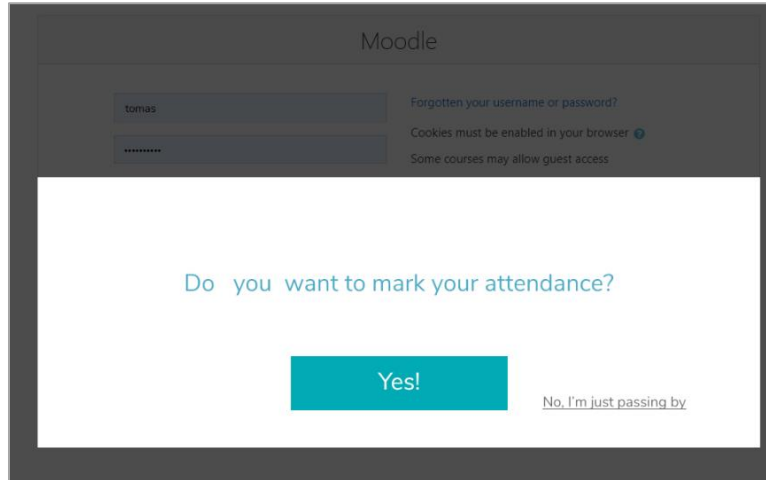 Moodle
tomas
Forgotten your username or password?
Cookies must be enabled in your browser
••••••••••
Some courses may allow guest access
Do you want to mark your attendance?
Yes!
No, I'm just passing by